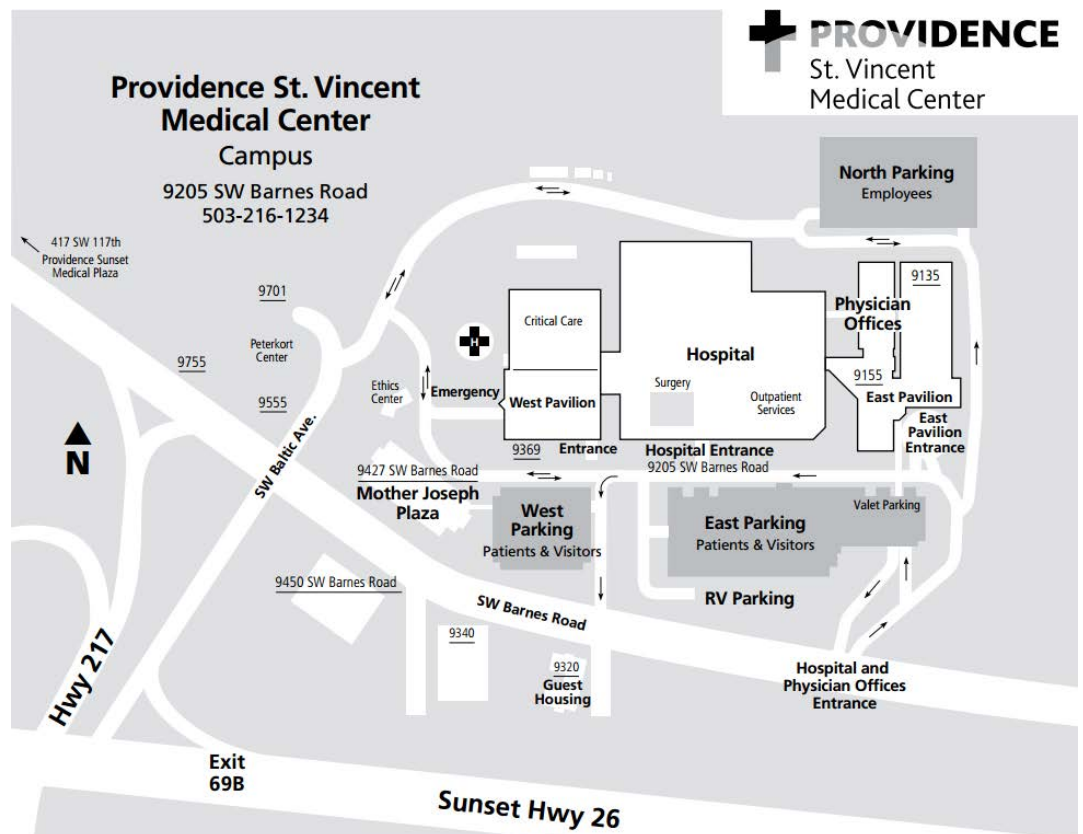 PROVIDENCE
St. Vincent
Medical Center
Providence St. Vincent
Medical Center
Campus
9205 SW Barnes Road
503-216-1234
North Parking
Employees
417 SW 117th
Providence Sunset
Medical Plaza
9701
Peterkort
Center
9755
9555
SW Baltic Ave.
N
Ethics
Center
H
Emergency
Critical Care
West Pavilion
Entrance
9369
Hospital
Surgery
Outpatient
Services
Hospital Entrance
9205 SW Barnes Road
Physician
Offices
9135
9155
East Pavilion
East
Pavilion
Entrance
9427 SW Barnes Road
Mother Joseph
Plaza
West
Parking
Patients & Visitors
East Parking
Patients & Visitors
Valet Parking
RV Parking
9450 SW Barnes Road
SW Barnes Road
9340
9320
Guest
Housing
Hospital and
Physician Offices
Entrance
Hwy 217
Exit
69B
Sunset Hwy 26